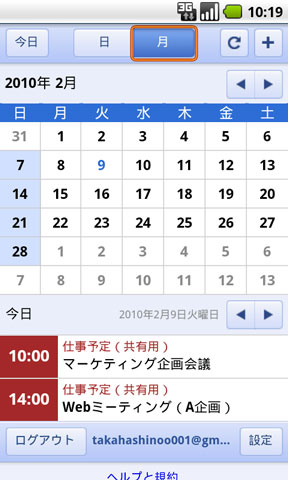 3G 10:19
今日 日 月
2010年 2月
日 月 火 水 木 金 土
31 1 2 3 4 5 6
7 8 9 10 11 12 13
14 15 16 17 18 19 20
21 22 23 24 25 26 27
28 1 2 3 4 5 6
7 8 9 10 11 12 13
今日 2010年2月9日火曜日
10:00 仕事予定（共有用）
マーケティング企画会議
14:00 仕事予定（共有用）
Webミーティング（A企画）
ログアウト takahashinoo001@gm... 設定
ヘルプと規約